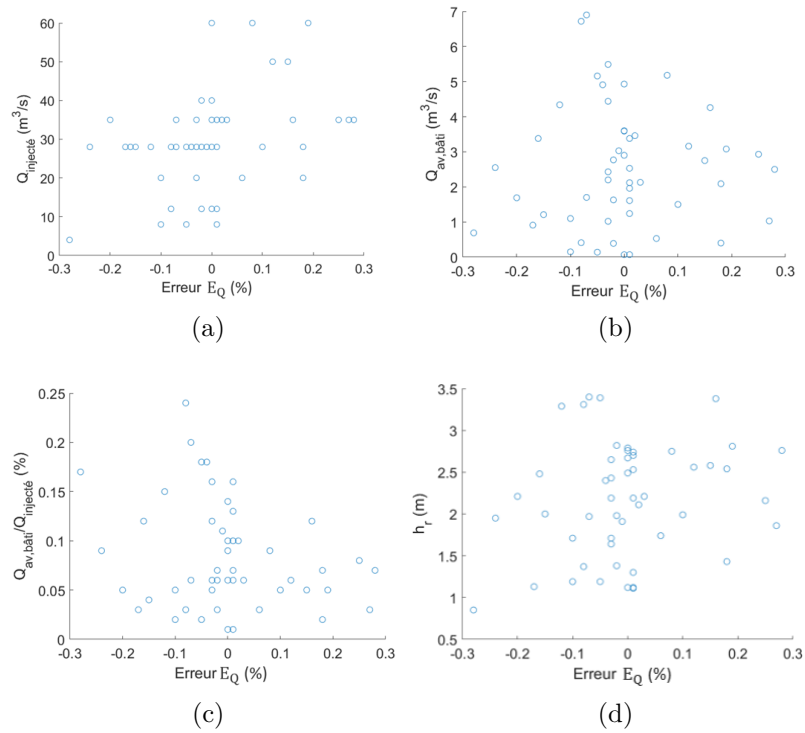 60
50
40
30
20
10
0
Q_injecté (m³/s)
-0.3 -0.2 -0.1 0 0.1 0.2 0.3
Erreur E_Q (%)
(a)
7
6
5
4
3
2
1
0
Q_av,bâti (m³/s)
-0.3 -0.2 -0.1 0 0.1 0.2 0.3
Erreur E_Q (%)
(b)
0.25
0.2
0.15
0.1
0.05
0
Q_av,bâti/Q_injecté (%)
-0.3 -0.2 -0.1 0 0.1 0.2 0.3
Erreur E_Q (%)
(c)
3.5
3
2.5
2
1.5
1
0.5
h_r (m)
-0.3 -0.2 -0.1 0 0.1 0.2 0.3
Erreur E_Q (%)
(d)